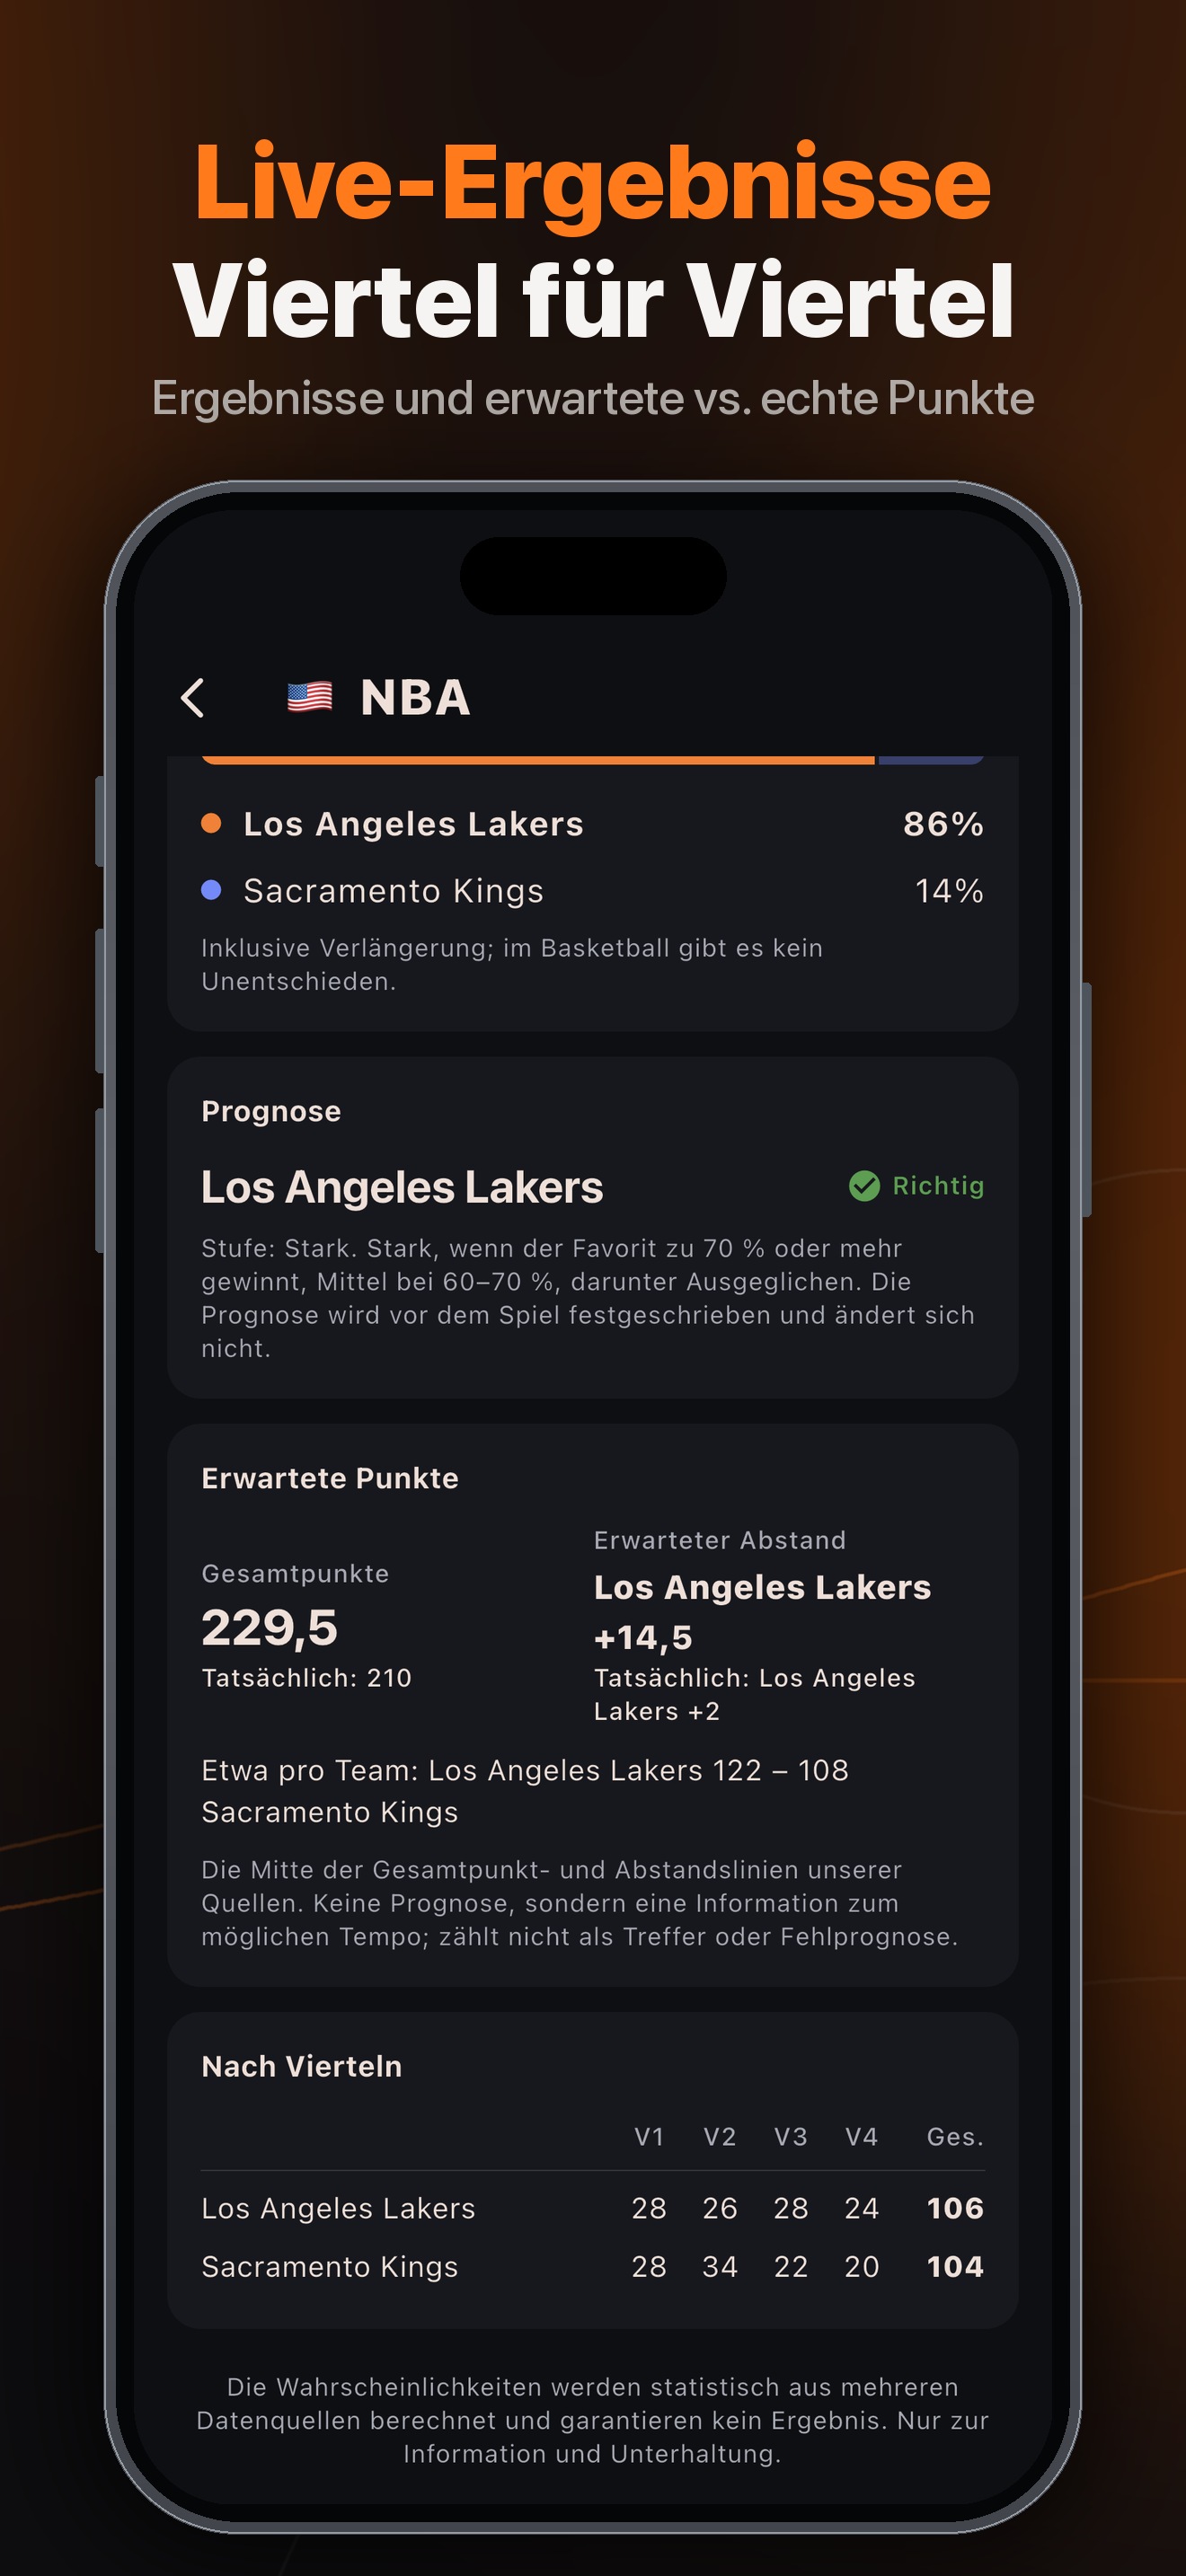 Live-Ergebnisse
Viertel für Viertel
Ergebnisse und erwartete vs. echte Punkte
NBA
Los Angeles Lakers 86%
Sacramento Kings 14%
Inklusive Verlängerung; im Basketball gibt es kein
Unentschieden.
Prognose
Los Angeles Lakers Richtig
Stufe: Stark. Stark, wenn der Favorit zu 70 % oder mehr
gewinnt, Mittel bei 60–70 %, darunter Ausgeglichen. Die
Prognose wird vor dem Spiel festgeschrieben und ändert sich
nicht.
Erwartete Punkte
Gesamtpunkte
229,5
Tatsächlich: 210
Erwarteter Abstand
Los Angeles Lakers
+14,5
Tatsächlich: Los Angeles
Lakers +2
Etwa pro Team: Los Angeles Lakers 122 – 108
Sacramento Kings
Die Mitte der Gesamtpunkt- und Abstandslinien unserer
Quellen. Keine Prognose, sondern eine Information zum
möglichen Tempo; zählt nicht als Treffer oder Fehlprognose.
Nach Vierteln
V1 V2 V3 V4 Ges.
Los Angeles Lakers 28 26 28 24 106
Sacramento Kings 28 34 22 20 104
Die Wahrscheinlichkeiten werden statistisch aus mehreren
Datenquellen berechnet und garantieren kein Ergebnis. Nur zur
Information und Unterhaltung.